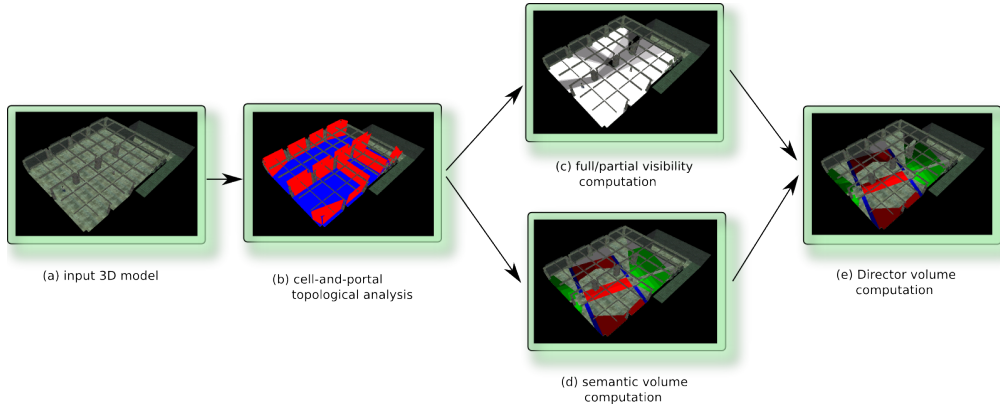 (a) input 3D model
(b) cell-and-portal
topological analysis
(c) full/partial visibility
computation
(d) semantic volume
computation
(e) Director volume
computation